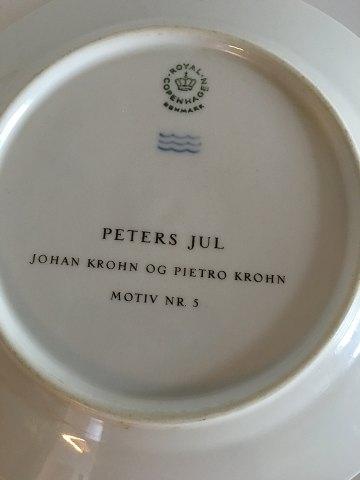 ROYAL
COPENHAGEN
DENMARK
PETERS JUL
JOHAN KROHN OG PIETRO KROHN
MOTIV NR. 5